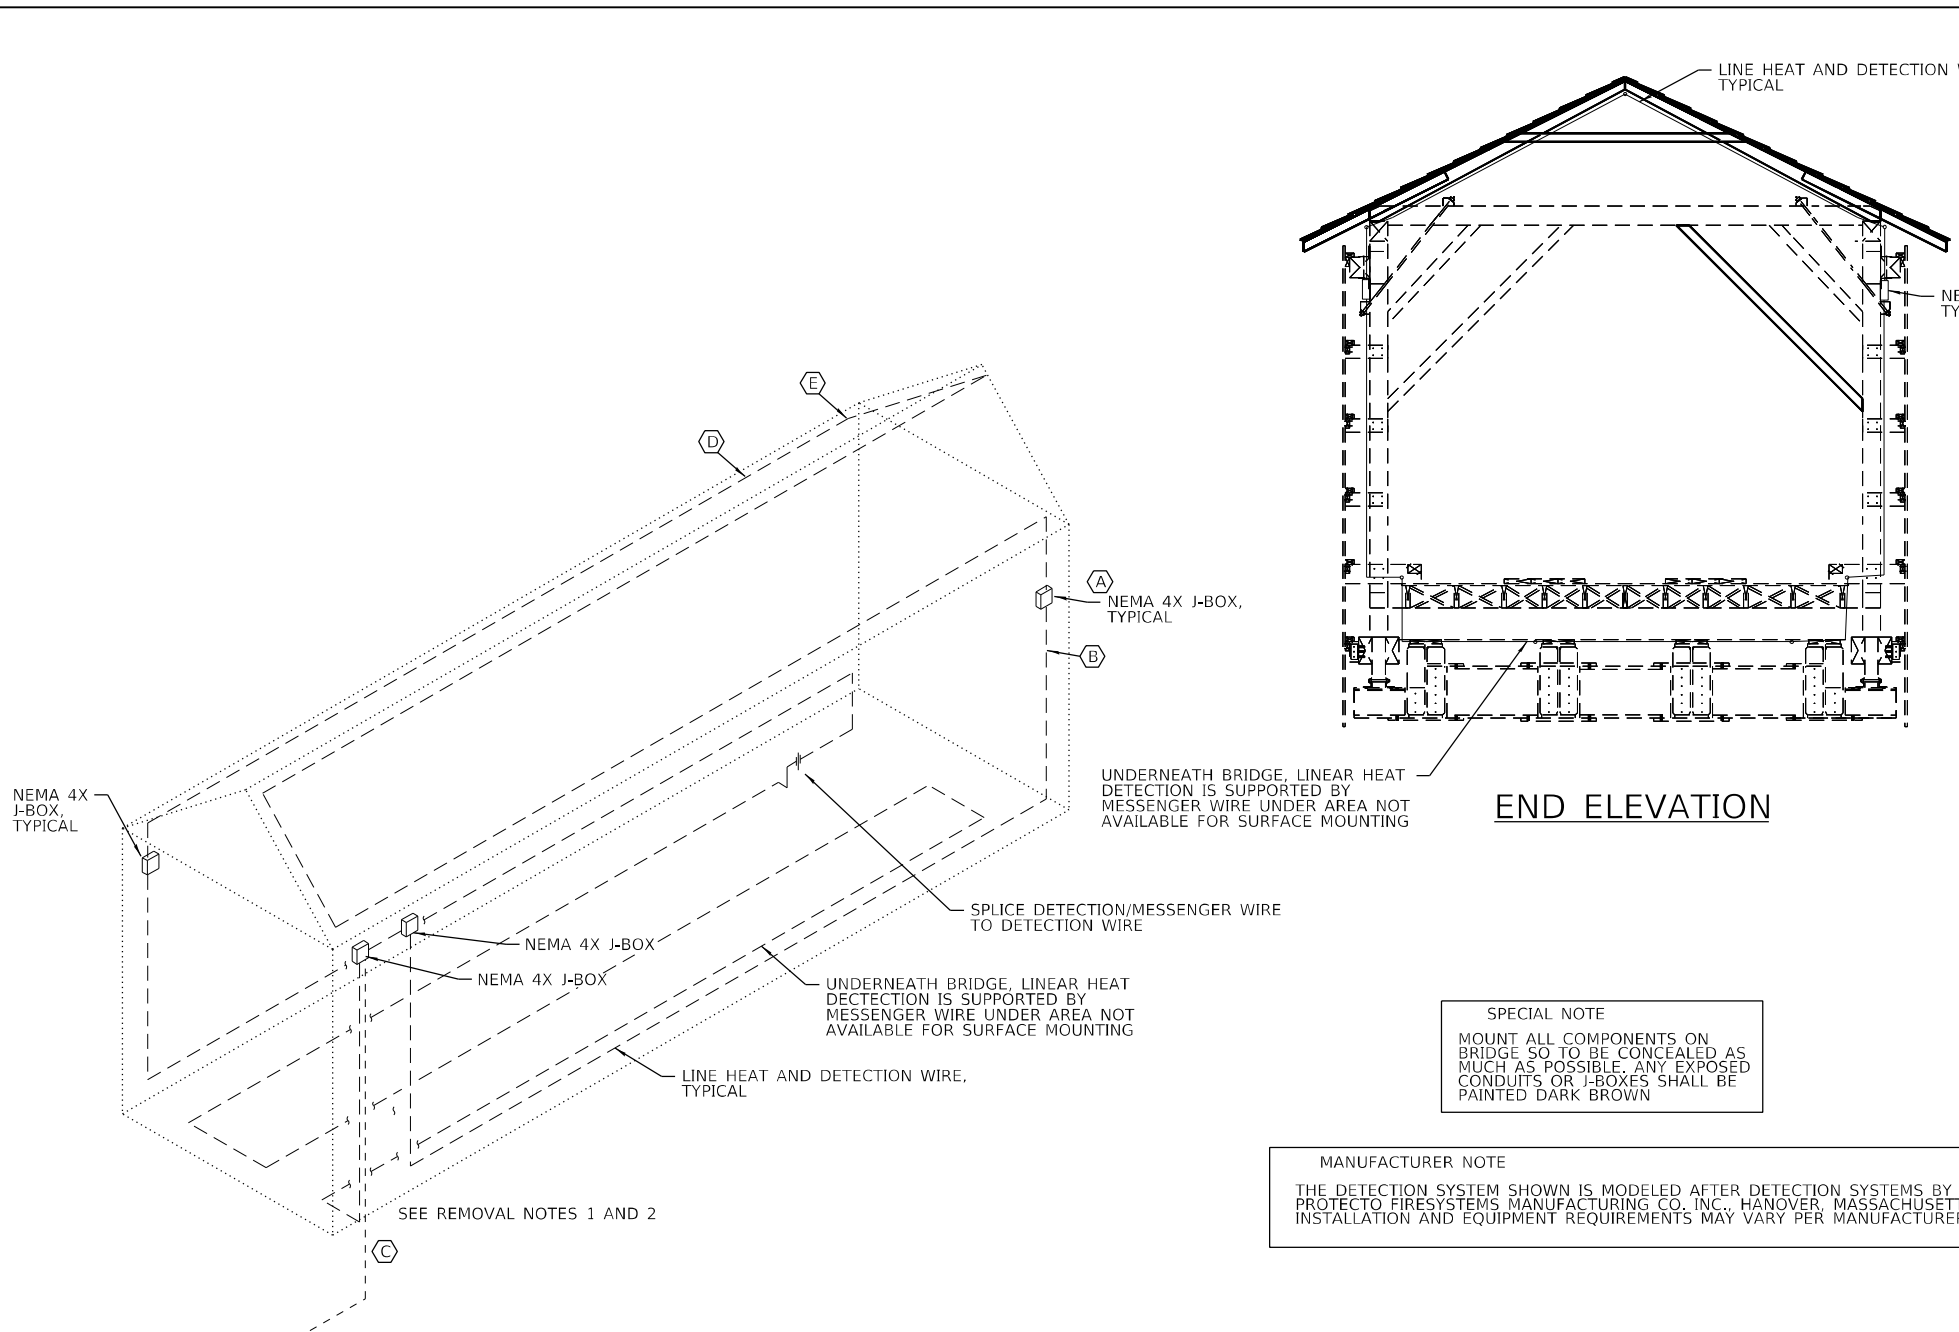 LINE HEAT AND DETECTION
TYPICAL
E
D
A
NEMA 4X J-BOX,
TYPICAL
B
NEMA 4X
J-BOX,
TYPICAL
UNDERNEATH BRIDGE, LINEAR HEAT
DETECTION IS SUPPORTED BY
MESSENGER WIRE UNDER AREA NOT
AVAILABLE FOR SURFACE MOUNTING
END ELEVATION
SPLICE DETECTION/MESSENGER WIRE
TO DETECTION WIRE
NEMA 4X J-BOX
NEMA 4X J-BOX
UNDERNEATH BRIDGE, LINEAR HEAT
DECTECTION IS SUPPORTED BY
MESSENGER WIRE UNDER AREA NOT
AVAILABLE FOR SURFACE MOUNTING
LINE HEAT AND DETECTION WIRE,
TYPICAL
SPECIAL NOTE
MOUNT ALL COMPONENTS ON
BRIDGE SO TO BE CONCEALED AS
MUCH AS POSSIBLE. ANY EXPOSED
CONDUITS OR J-BOXES SHALL BE
PAINTED DARK BROWN
MANUFACTURER NOTE
THE DETECTION SYSTEM SHOWN IS MODELED AFTER DETECTION SYSTEMS BY
PROTECTO FIRESYSTEMS MANUFACTURING CO. INC., HANOVER, MASSACHUSETT
INSTALLATION AND EQUIPMENT REQUIREMENTS MAY VARY PER MANUFACTURER
SEE REMOVAL NOTES 1 AND 2
C